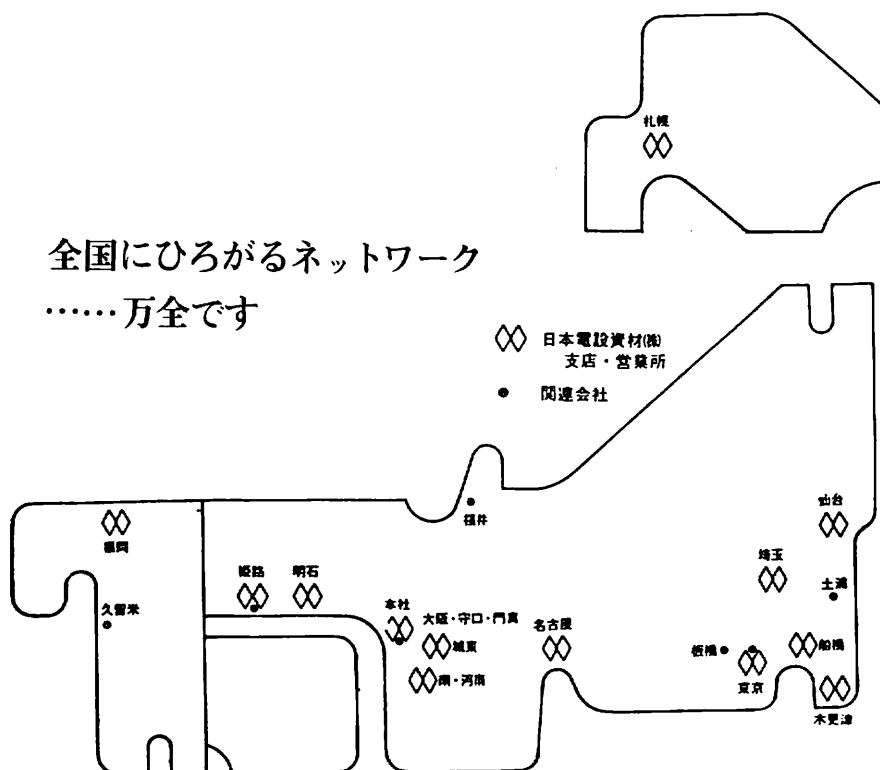 札幌
全国にひろがるネットワーク
……万全です
日本電設資材㈱
支店・営業所
関連会社
仙台
福井
福岡
埼玉
姫路
明石
土浦
久留米
本社
大阪・守口・門真
名古屋
城東
板橋
船橋
南・河南
東京
木更津